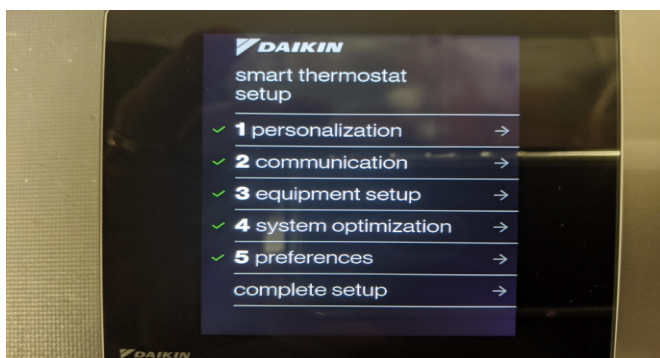 DAIKIN
smart thermostat
setup
1 personalization
2 communication
3 equipment setup
4 system optimization
5 preferences
complete setup
DAIKIN